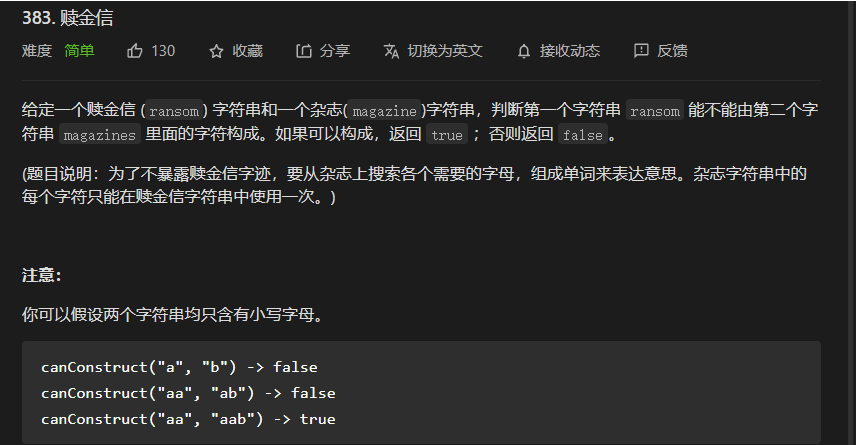 383. 赎金信
难度 简单 130 收藏 分享 切换为英文 接收动态 反馈
给定一个赎金信 (ransom) 字符串和一个杂志(magazine)字符串，判断第一个字符串 ransom 能不能由第二个字
符串 magazines 里面的字符构成。如果可以构成，返回 true ；否则返回 false。
(题目说明：为了不暴露赎金信字迹，要从杂志上搜索各个需要的字母，组成单词来表达意思。杂志字符串中的
每个字符只能在赎金信字符串中使用一次。)
注意：
你可以假设两个字符串均只含有小写字母。
canConstruct("a", "b") -> false
canConstruct("aa", "ab") -> false
canConstruct("aa", "aab") -> true